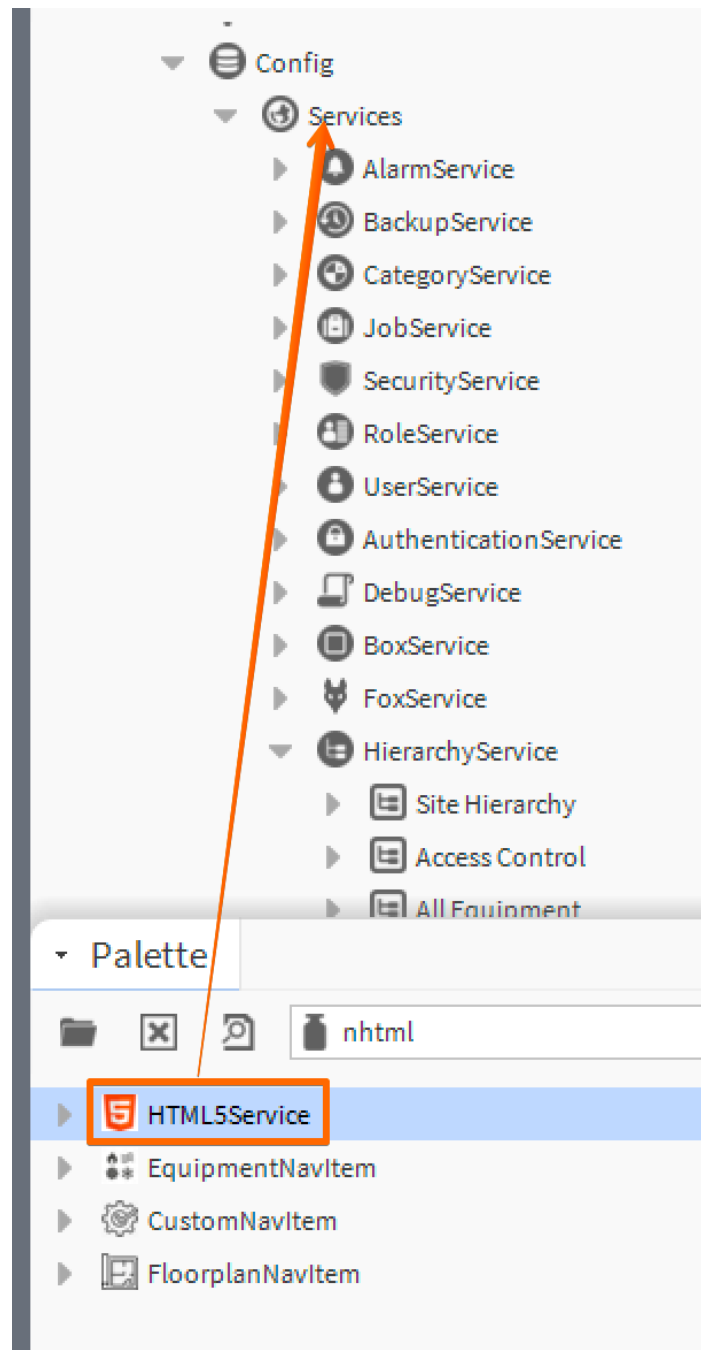 Config
Services
AlarmService
BackupService
CategoryService
JobService
SecurityService
RoleService
UserService
AuthenticationService
DebugService
BoxService
FoxService
HierarchyService
Site Hierarchy
Access Control
All Equipment
Palette
nhtml
HTML5Service
EquipmentNavItem
CustomNavItem
FloorplanNavItem